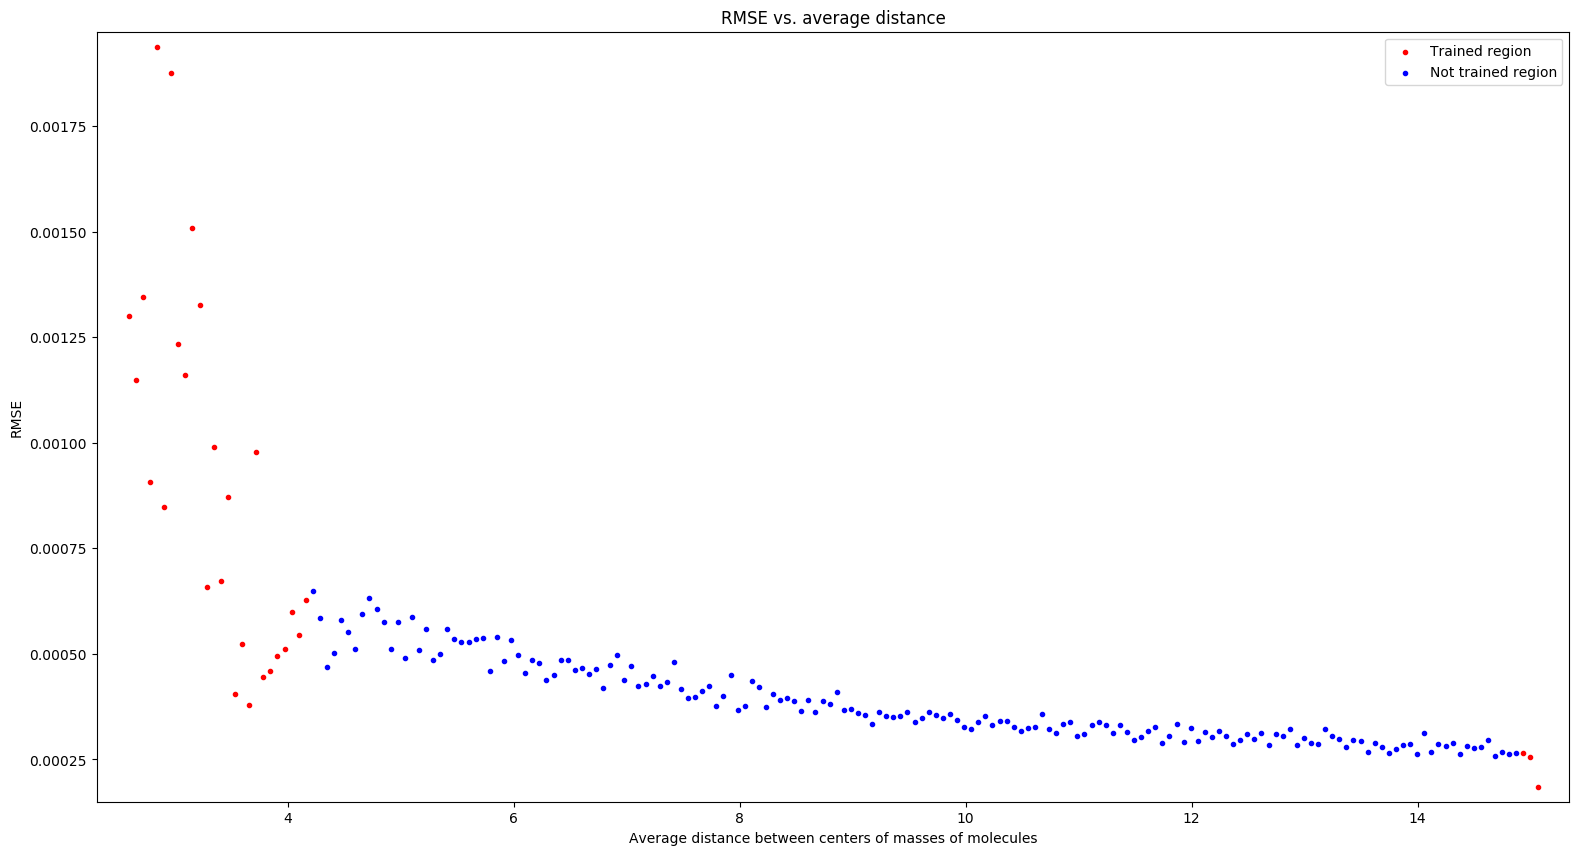 RMSE vs. average distance
Trained region
Not trained region
0.00175
0.00150
0.00125
0.00100
0.00075
0.00050
0.00025
RMSE
4 6 8 10 12 14
Average distance between centers of masses of molecules